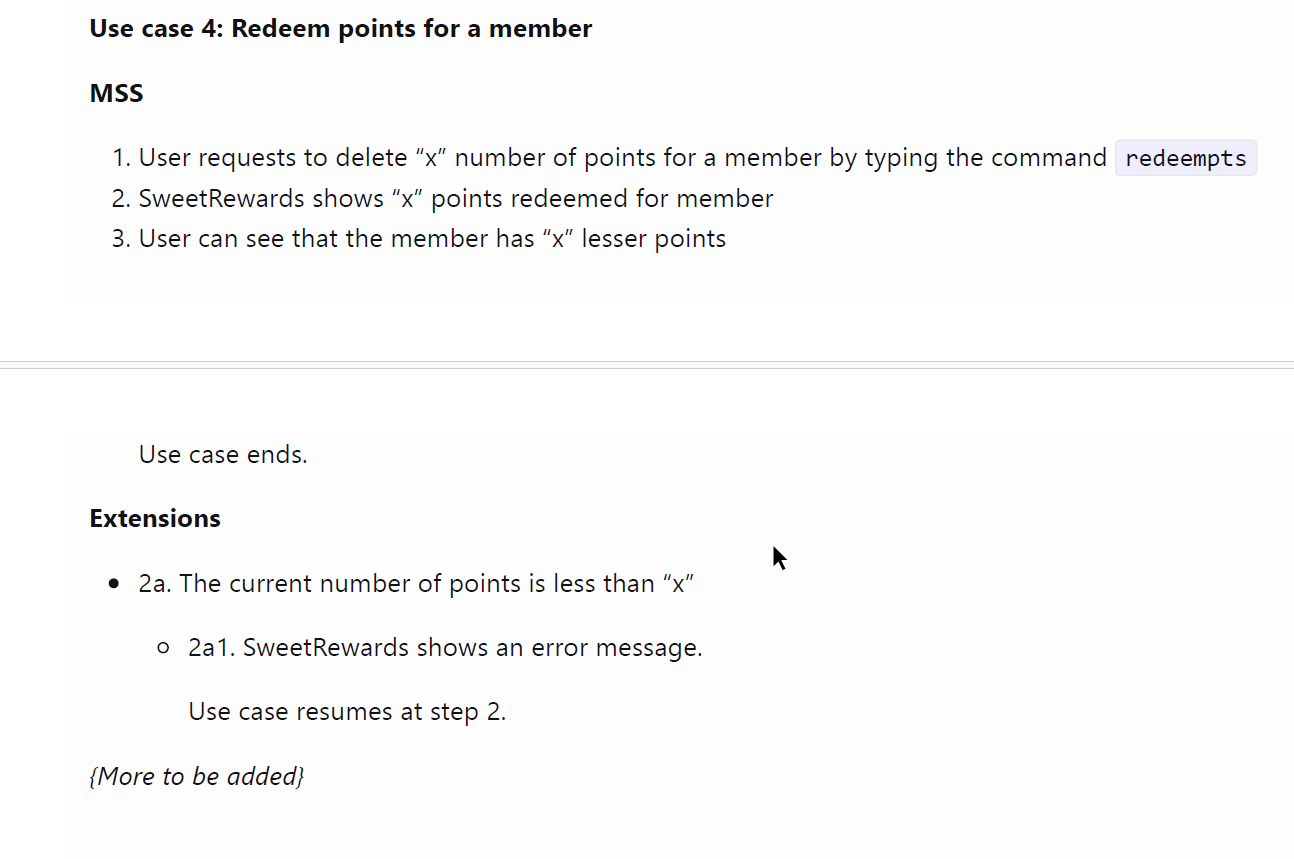 Use case 4: Redeem points for a member
MSS
1. User requests to delete “x” number of points for a member by typing the command redeempts
2. SweetRewards shows “x” points redeemed for member
3. User can see that the member has “x” lesser points
Use case ends.
Extensions
• 2a. The current number of points is less than “x”
○ 2a1. SweetRewards shows an error message.
Use case resumes at step 2.
{More to be added}